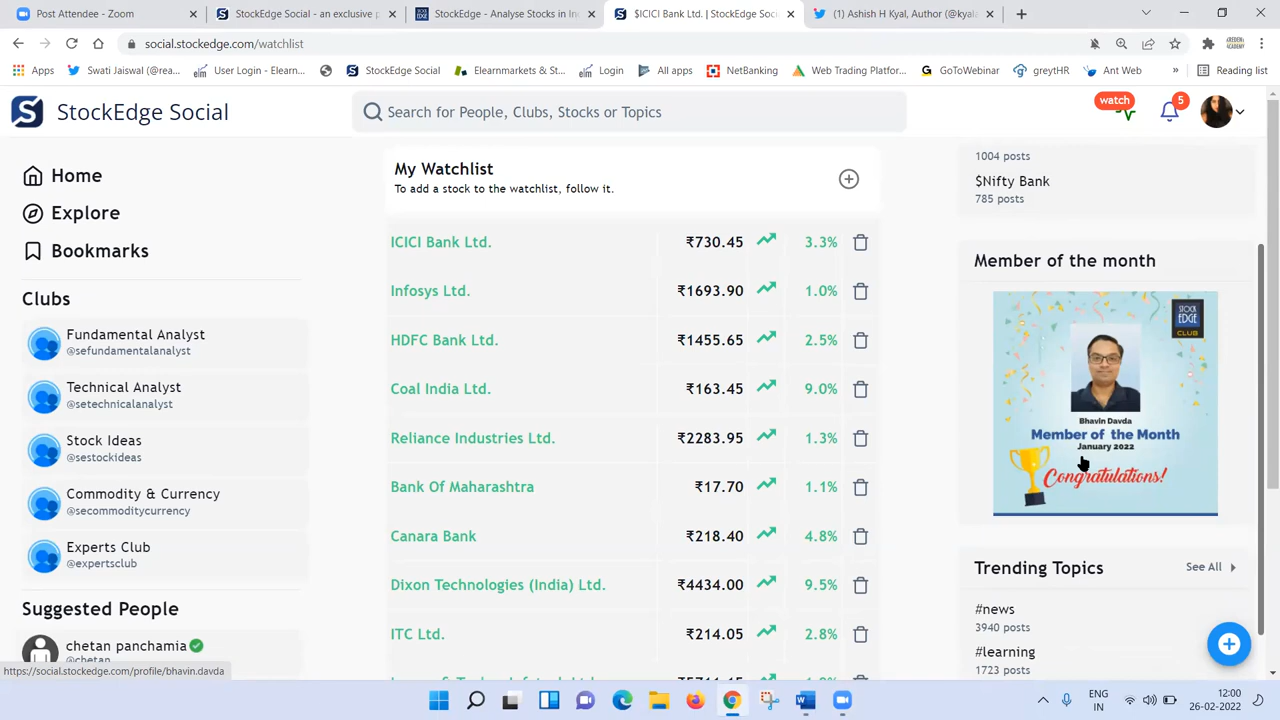 Post Attendee - Zoom
StockEdge Social - an exclusive p
StockEdge - Analyse Stocks in In
$ICICI Bank Ltd. | StockEdge Soci
(1) Ashish H Kyal, Author (@kyala
social.stockedge.com/watchlist
Apps
Swati Jaiswal (@rea...
User Login - Elearn...
StockEdge Social
Elearnmarkets & St...
Login
All apps
NetBanking
Web Trading Platfor...
GoToWebinar
greytHR
Ant Web
»
Reading list
StockEdge Social
Search for People, Clubs, Stocks or Topics
watch
5
Home
Explore
Bookmarks
Clubs
Fundamental Analyst
@sefundamentalanalyst
Technical Analyst
@setechnicalanalyst
Stock Ideas
@sestockideas
Commodity & Currency
@secommoditycurrency
Experts Club
@expertsclub
Suggested People
chetan panchamia
@chetan
https://social.stockedge.com/profile/bhavin.davda
My Watchlist
To add a stock to the watchlist, follow it.
ICICI Bank Ltd. ₹730.45 3.3%
Infosys Ltd. ₹1693.90 1.0%
HDFC Bank Ltd. ₹1455.65 2.5%
Coal India Ltd. ₹163.45 9.0%
Reliance Industries Ltd. ₹2283.95 1.3%
Bank Of Maharashtra ₹17.70 1.1%
Canara Bank ₹218.40 4.8%
Dixon Technologies (India) Ltd. ₹4434.00 9.5%
ITC Ltd. ₹214.05 2.8%
1004 posts
$Nifty Bank
785 posts
Member of the month
STOCK
EDGE
CLUB
Bhavin Davda
Member of the Month
January 2022
Congratulations!
Trending Topics
See All
#news
3940 posts
#learning
1723 posts
ENG
IN
12:00
26-02-2022